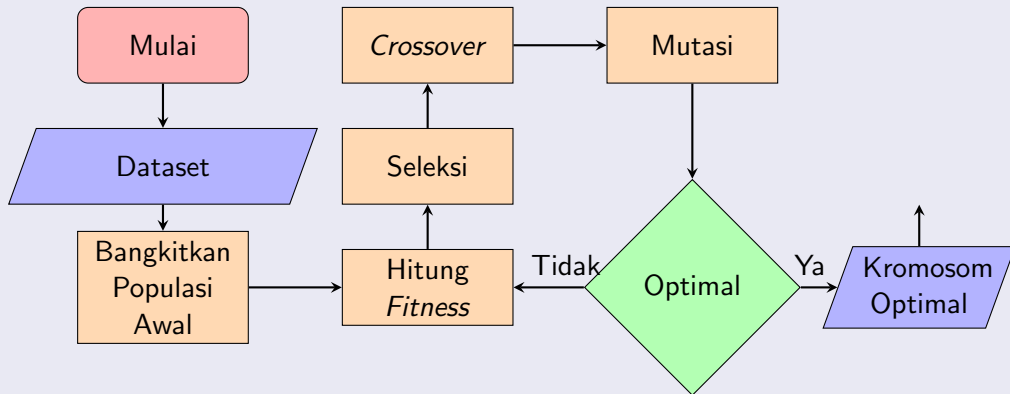 Mulai
Dataset
Bangkitkan
Populasi
Awal
Hitung
Fitness
Seleksi
Crossover
Mutasi
Optimal
Tidak
Ya
Kromosom
Optimal